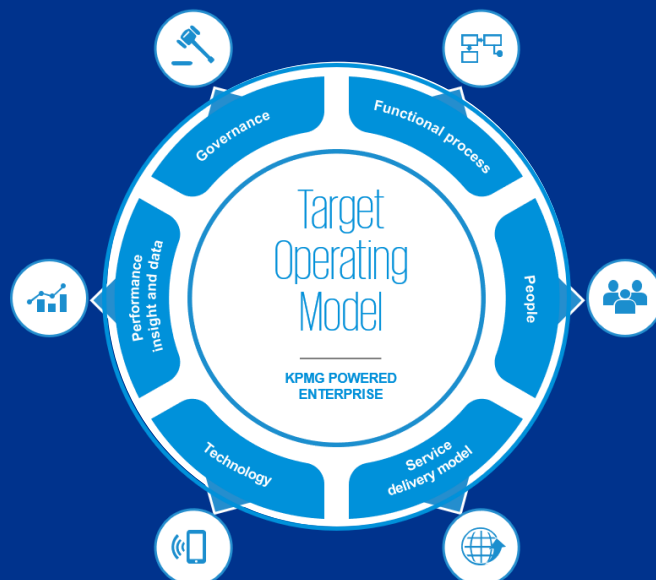 Target
Operating
Model
KPMG POWERED
ENTERPRISE
Governance
Functional process
People
Service
delivery model
Technology
Performance
insight and data